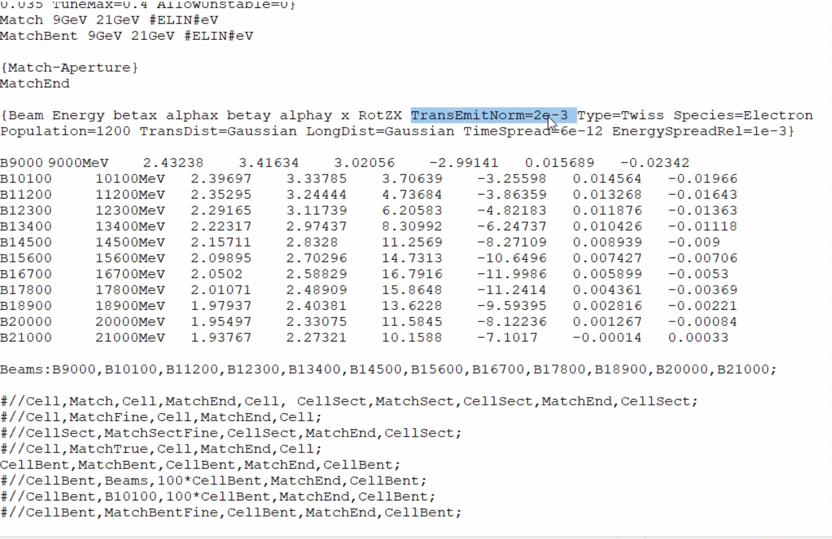 0.035 TuneMax=0.4 AllowUnstable=0}
Match 9GeV 21GeV #ELIN#eV
MatchBent 9GeV 21GeV #ELIN#eV
{Match-Aperture}
MatchEnd
{Beam Energy betax alphax betay alphay x RotZX TransEmitNorm=2e-3 Type=Twiss Species=Electron
Population=1200 TransDist=Gaussian LongDist=Gaussian TimeSpread=6e-12 EnergySpreadRel=1e-3}
B9000 9000MeV 2.43238 3.41634 3.02056 -2.99141 0.015689 -0.02342
B10100 10100MeV 2.39697 3.33785 3.70639 -3.25598 0.014564 -0.01966
B11200 11200MeV 2.35295 3.24444 4.73684 -3.86359 0.013268 -0.01643
B12300 12300MeV 2.29165 3.11739 6.20583 -4.82183 0.011876 -0.01363
B13400 13400MeV 2.22317 2.97437 8.30992 -6.24737 0.010426 -0.01118
B14500 14500MeV 2.15711 2.8328 11.2569 -8.27109 0.008939 -0.009
B15600 15600MeV 2.09895 2.70296 14.7313 -10.6496 0.007427 -0.00706
B16700 16700MeV 2.0502 2.58829 16.7916 -11.9986 0.005899 -0.0053
B17800 17800MeV 2.01071 2.48909 15.8648 -11.2414 0.004361 -0.00369
B18900 18900MeV 1.97937 2.40381 13.6228 -9.59395 0.002816 -0.00221
B20000 20000MeV 1.95497 2.33075 11.5845 -8.12236 0.001267 -0.00084
B21000 21000MeV 1.93767 2.27321 10.1588 -7.1017 -0.00014 0.00033
Beams:B9000,B10100,B11200,B12300,B13400,B14500,B15600,B16700,B17800,B18900,B20000,B21000;
#//Cell,Match,Cell,MatchEnd,Cell, CellSect,MatchSect,CellSect,MatchEnd,CellSect;
#//Cell,MatchFine,Cell,MatchEnd,Cell;
#//CellSect,MatchSectFine,CellSect,MatchEnd,CellSect;
#//Cell,MatchTrue,Cell,MatchEnd,Cell;
CellBent,MatchBent,CellBent,MatchEnd,CellBent;
#//CellBent,Beams,100*CellBent,MatchEnd,CellBent;
#//CellBent,B10100,100*CellBent,MatchEnd,CellBent;
#//CellBent,MatchBentFine,CellBent,MatchEnd,CellBent;